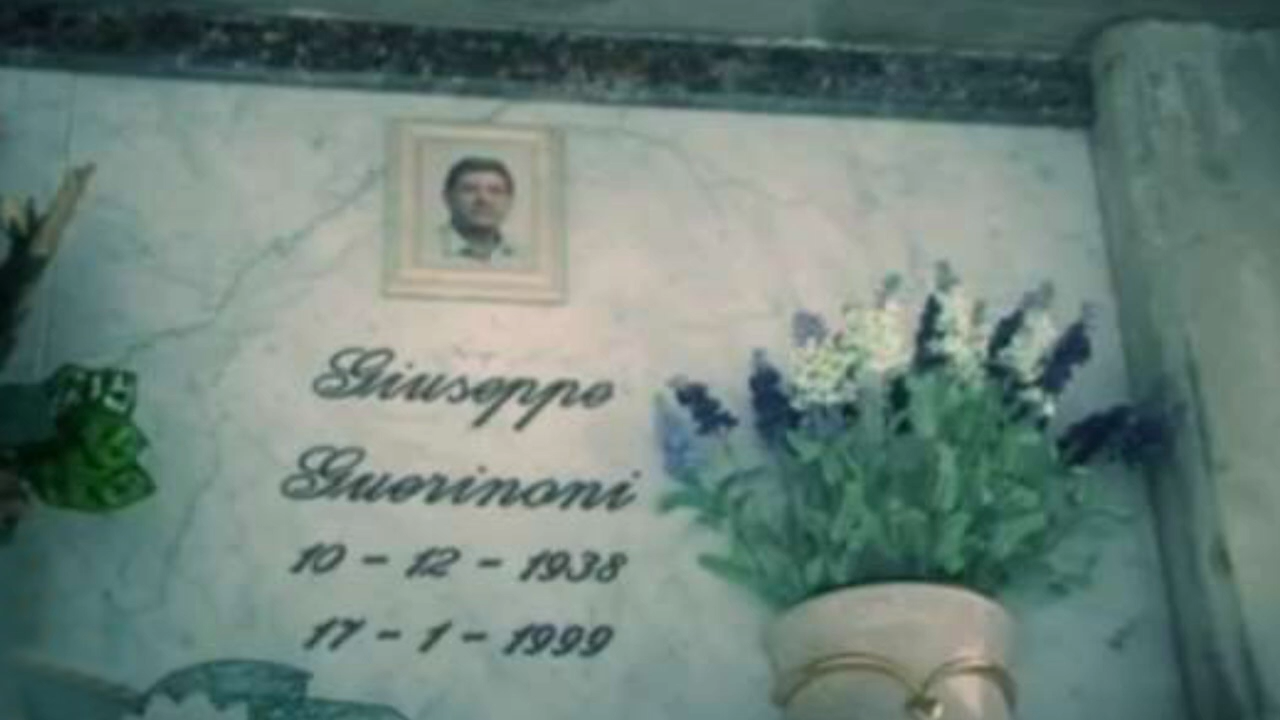 Giuseppe
Guerinoni
10 - 12 - 1938
17 - 1 - 1999